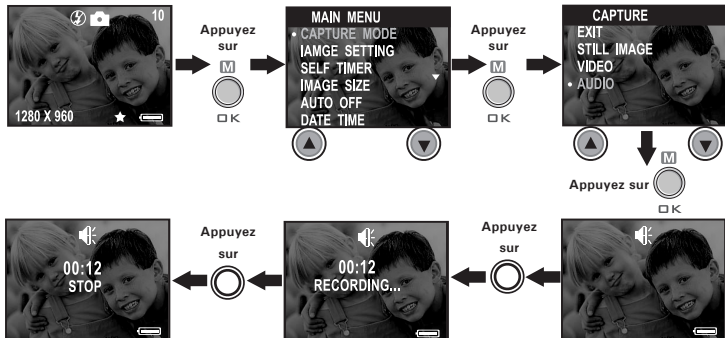 10
1280 X 960
Appuyez
sur
M
OK
MAIN MENU
• CAPTURE MODE
IAMGE SETTING
SELF TIMER
IMAGE SIZE
AUTO OFF
DATE TIME
Appuyez
sur
M
OK
CAPTURE
EXIT
STILL IMAGE
VIDEO
• AUDIO
Appuyez sur
M
OK
Appuyez
sur
00:12
RECORDING...
Appuyez
sur
00:12
STOP